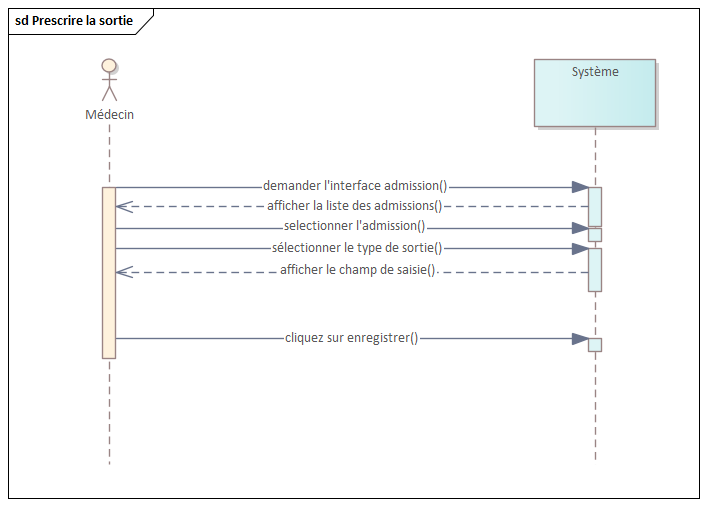 sd Prescrire la sortie
Système
Médecin
demander l'interface admission()
afficher la liste des admissions()
selectionner l'admission()
sélectionner le type de sortie()
afficher le champ de saisie()
cliquez sur enregistrer()